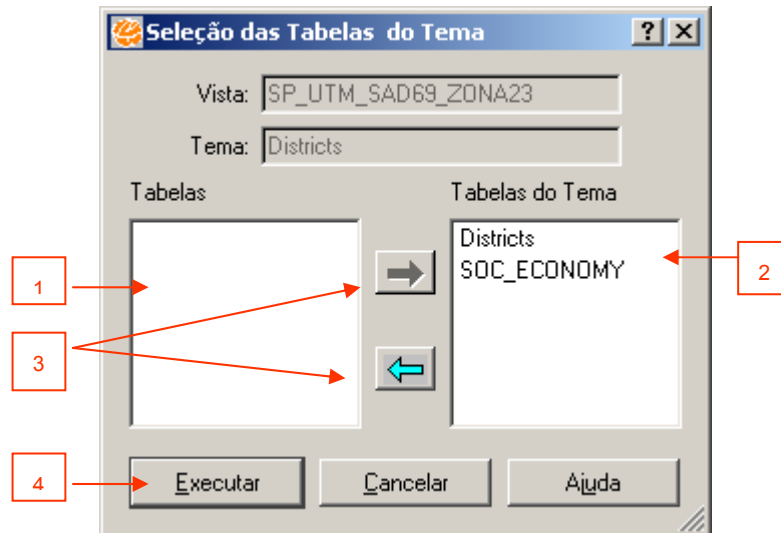 Seleção das Tabelas do Tema
Vista: SP_UTM_SAD69_ZONA23
Tema: Districts
Tabelas Tabelas do Tema
Districts
SOC_ECONOMY
1
2
3
4
Executar Cancelar Ajuda